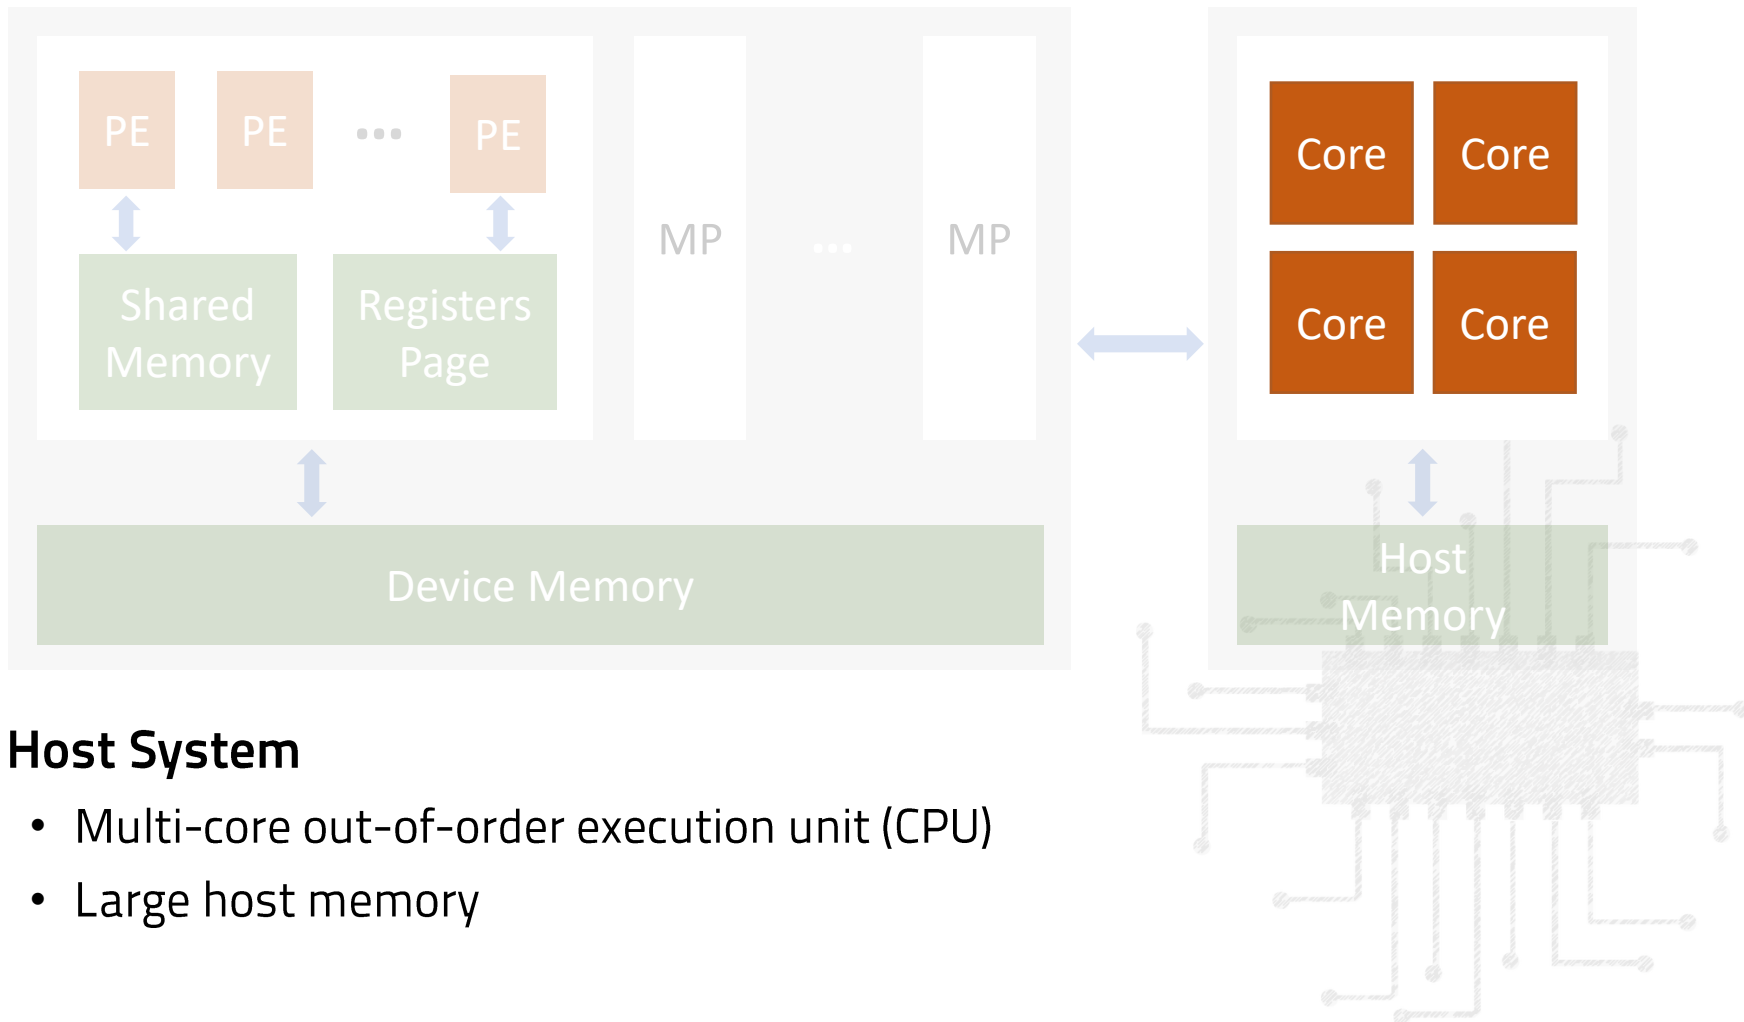 PE
PE
...
PE
Shared
Memory
Registers
Page
MP
...
MP
Device Memory
Core
Core
Core
Core
Host
Memory
Host System
• Multi-core out-of-order execution unit (CPU)
• Large host memory